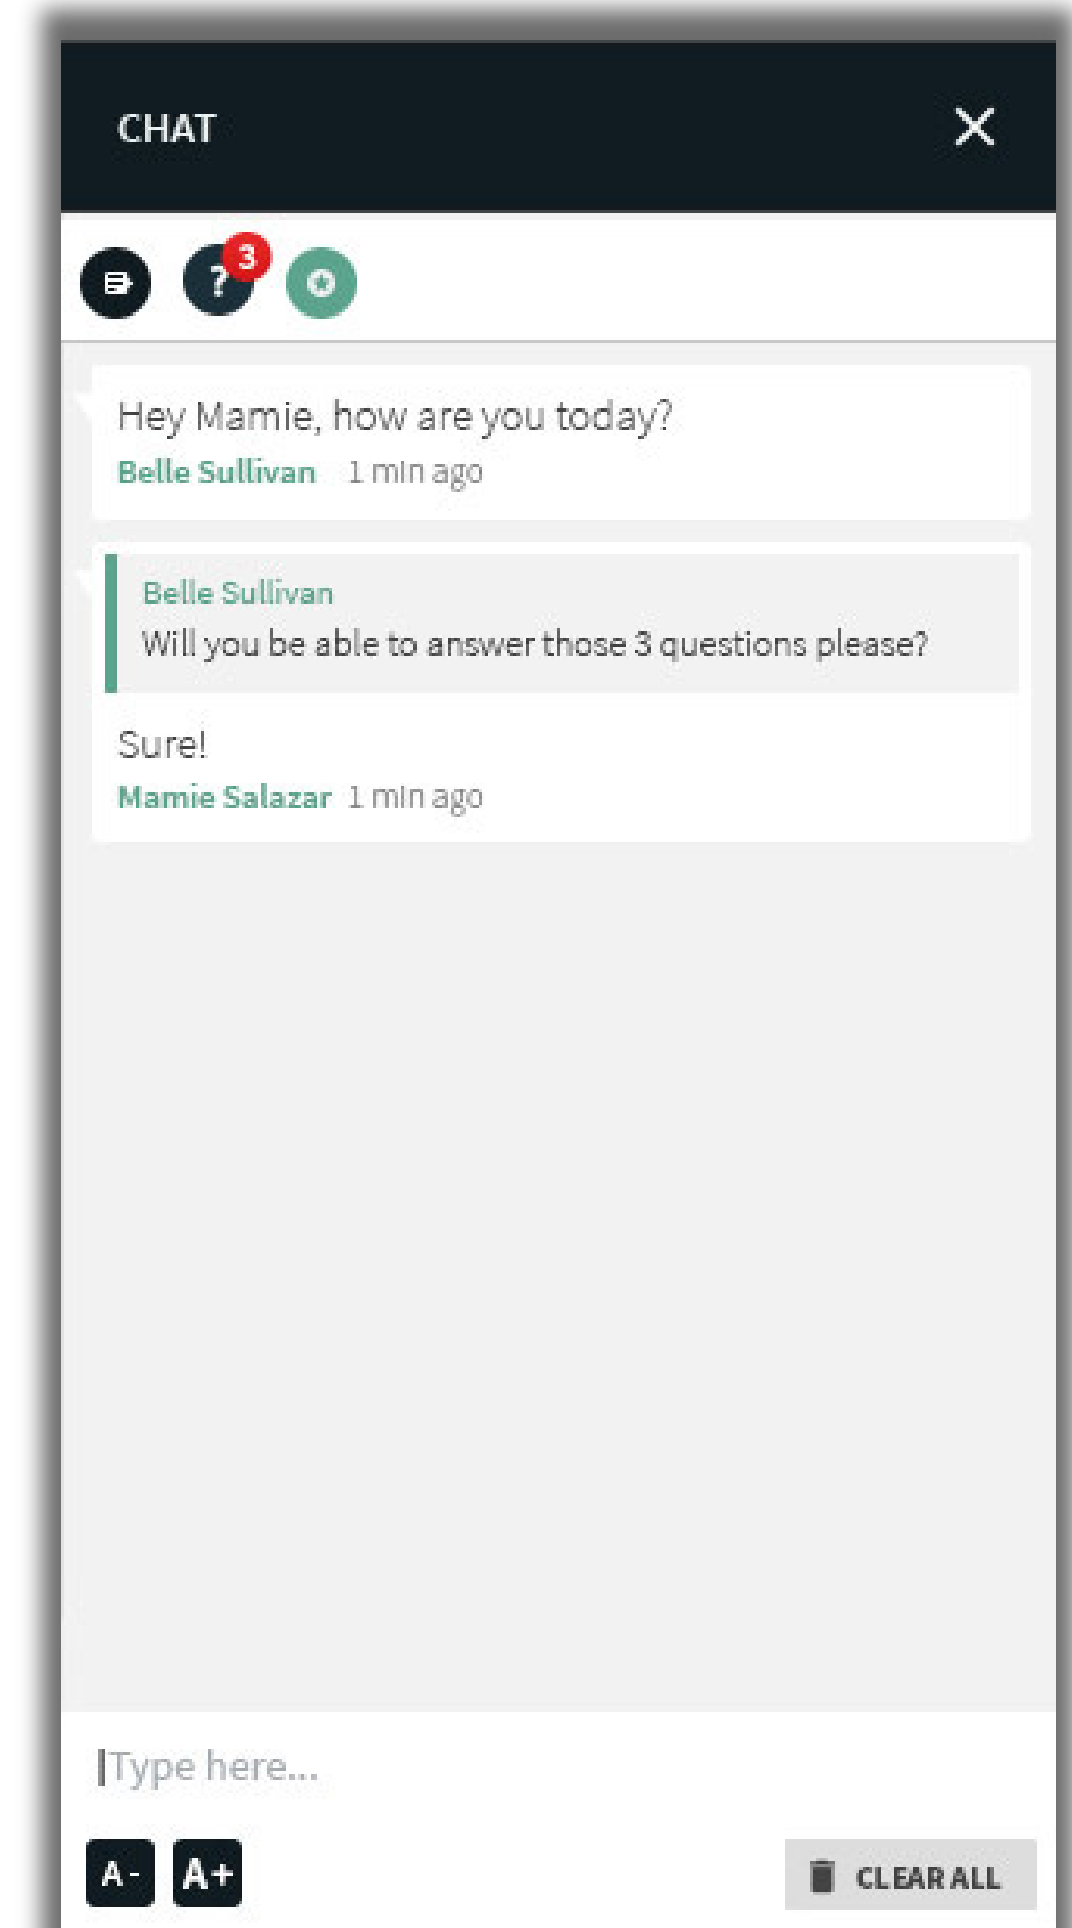 CHAT
? 3
Hey Mamie, how are you today?
Belle Sullivan 1 min ago
Belle Sullivan
Will you be able to answer those 3 questions please?
Sure!
Mamie Salazar 1 min ago
Type here...
A- A+ CLEAR ALL